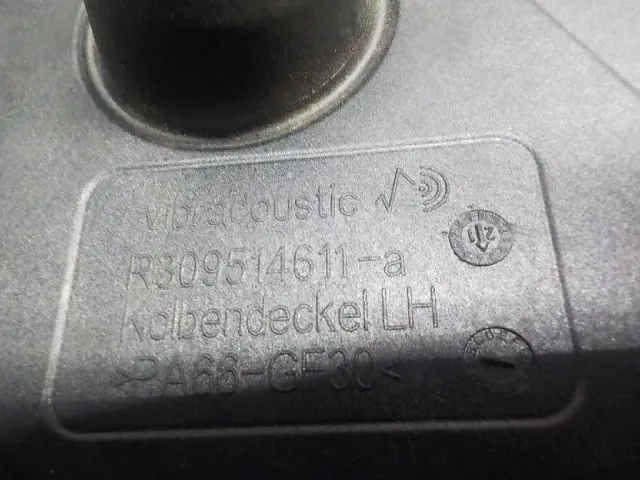 vibracoustic
R309514611-a
Kolbendeckel LH
>PA66-GF30<